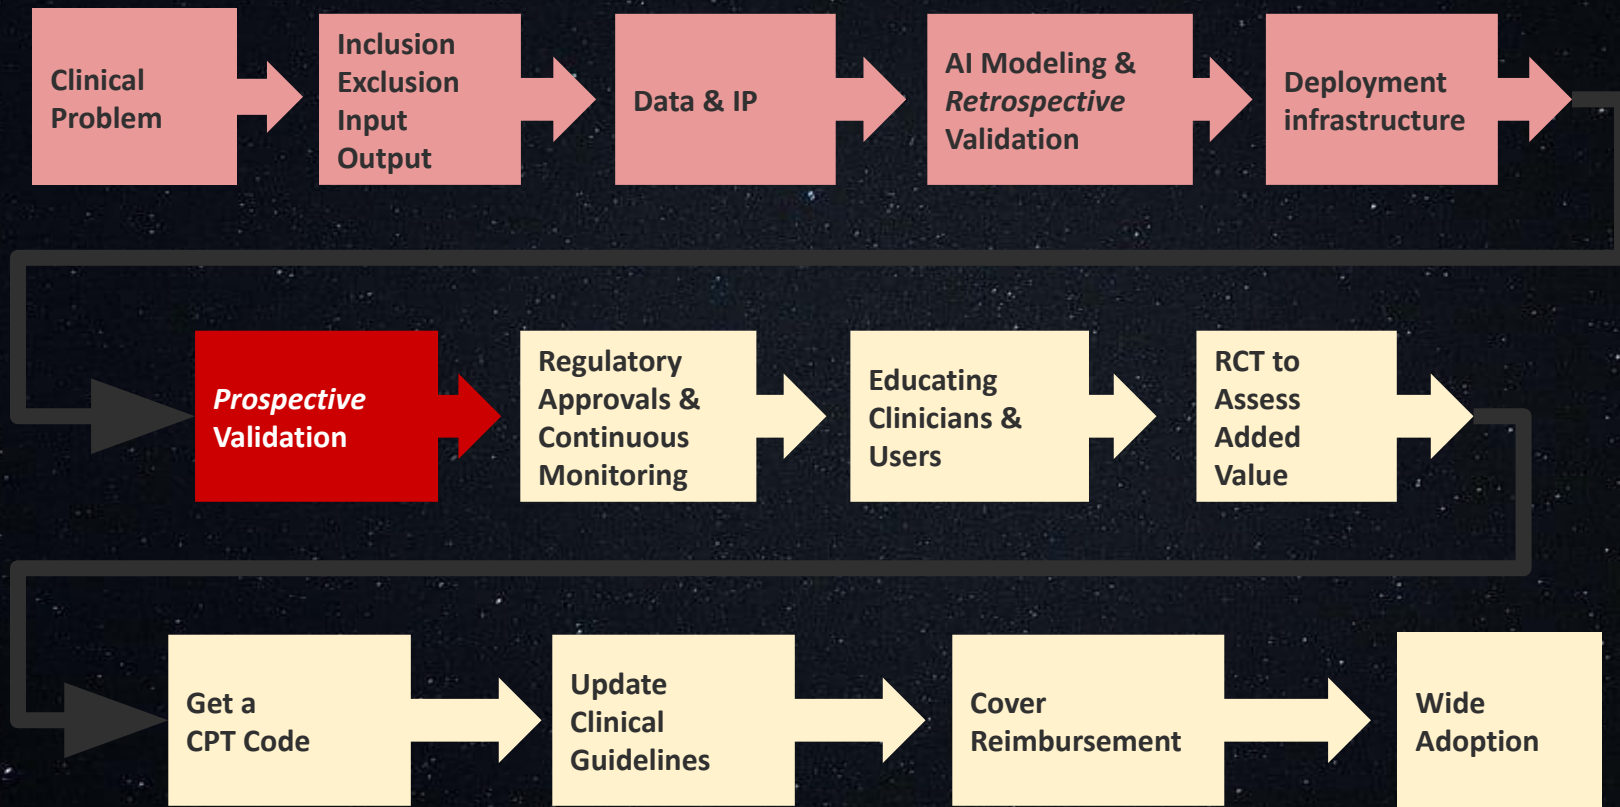 Clinical
Problem
Inclusion
Exclusion
Input
Output
Data & IP
AI Modeling &
Retrospective
Validation
Deployment
infrastructure
Prospective
Validation
Regulatory
Approvals &
Continuous
Monitoring
Educating
Clinicians &
Users
RCT to
Assess
Added
Value
Get a
CPT Code
Update
Clinical
Guidelines
Cover
Reimbursement
Wide
Adoption